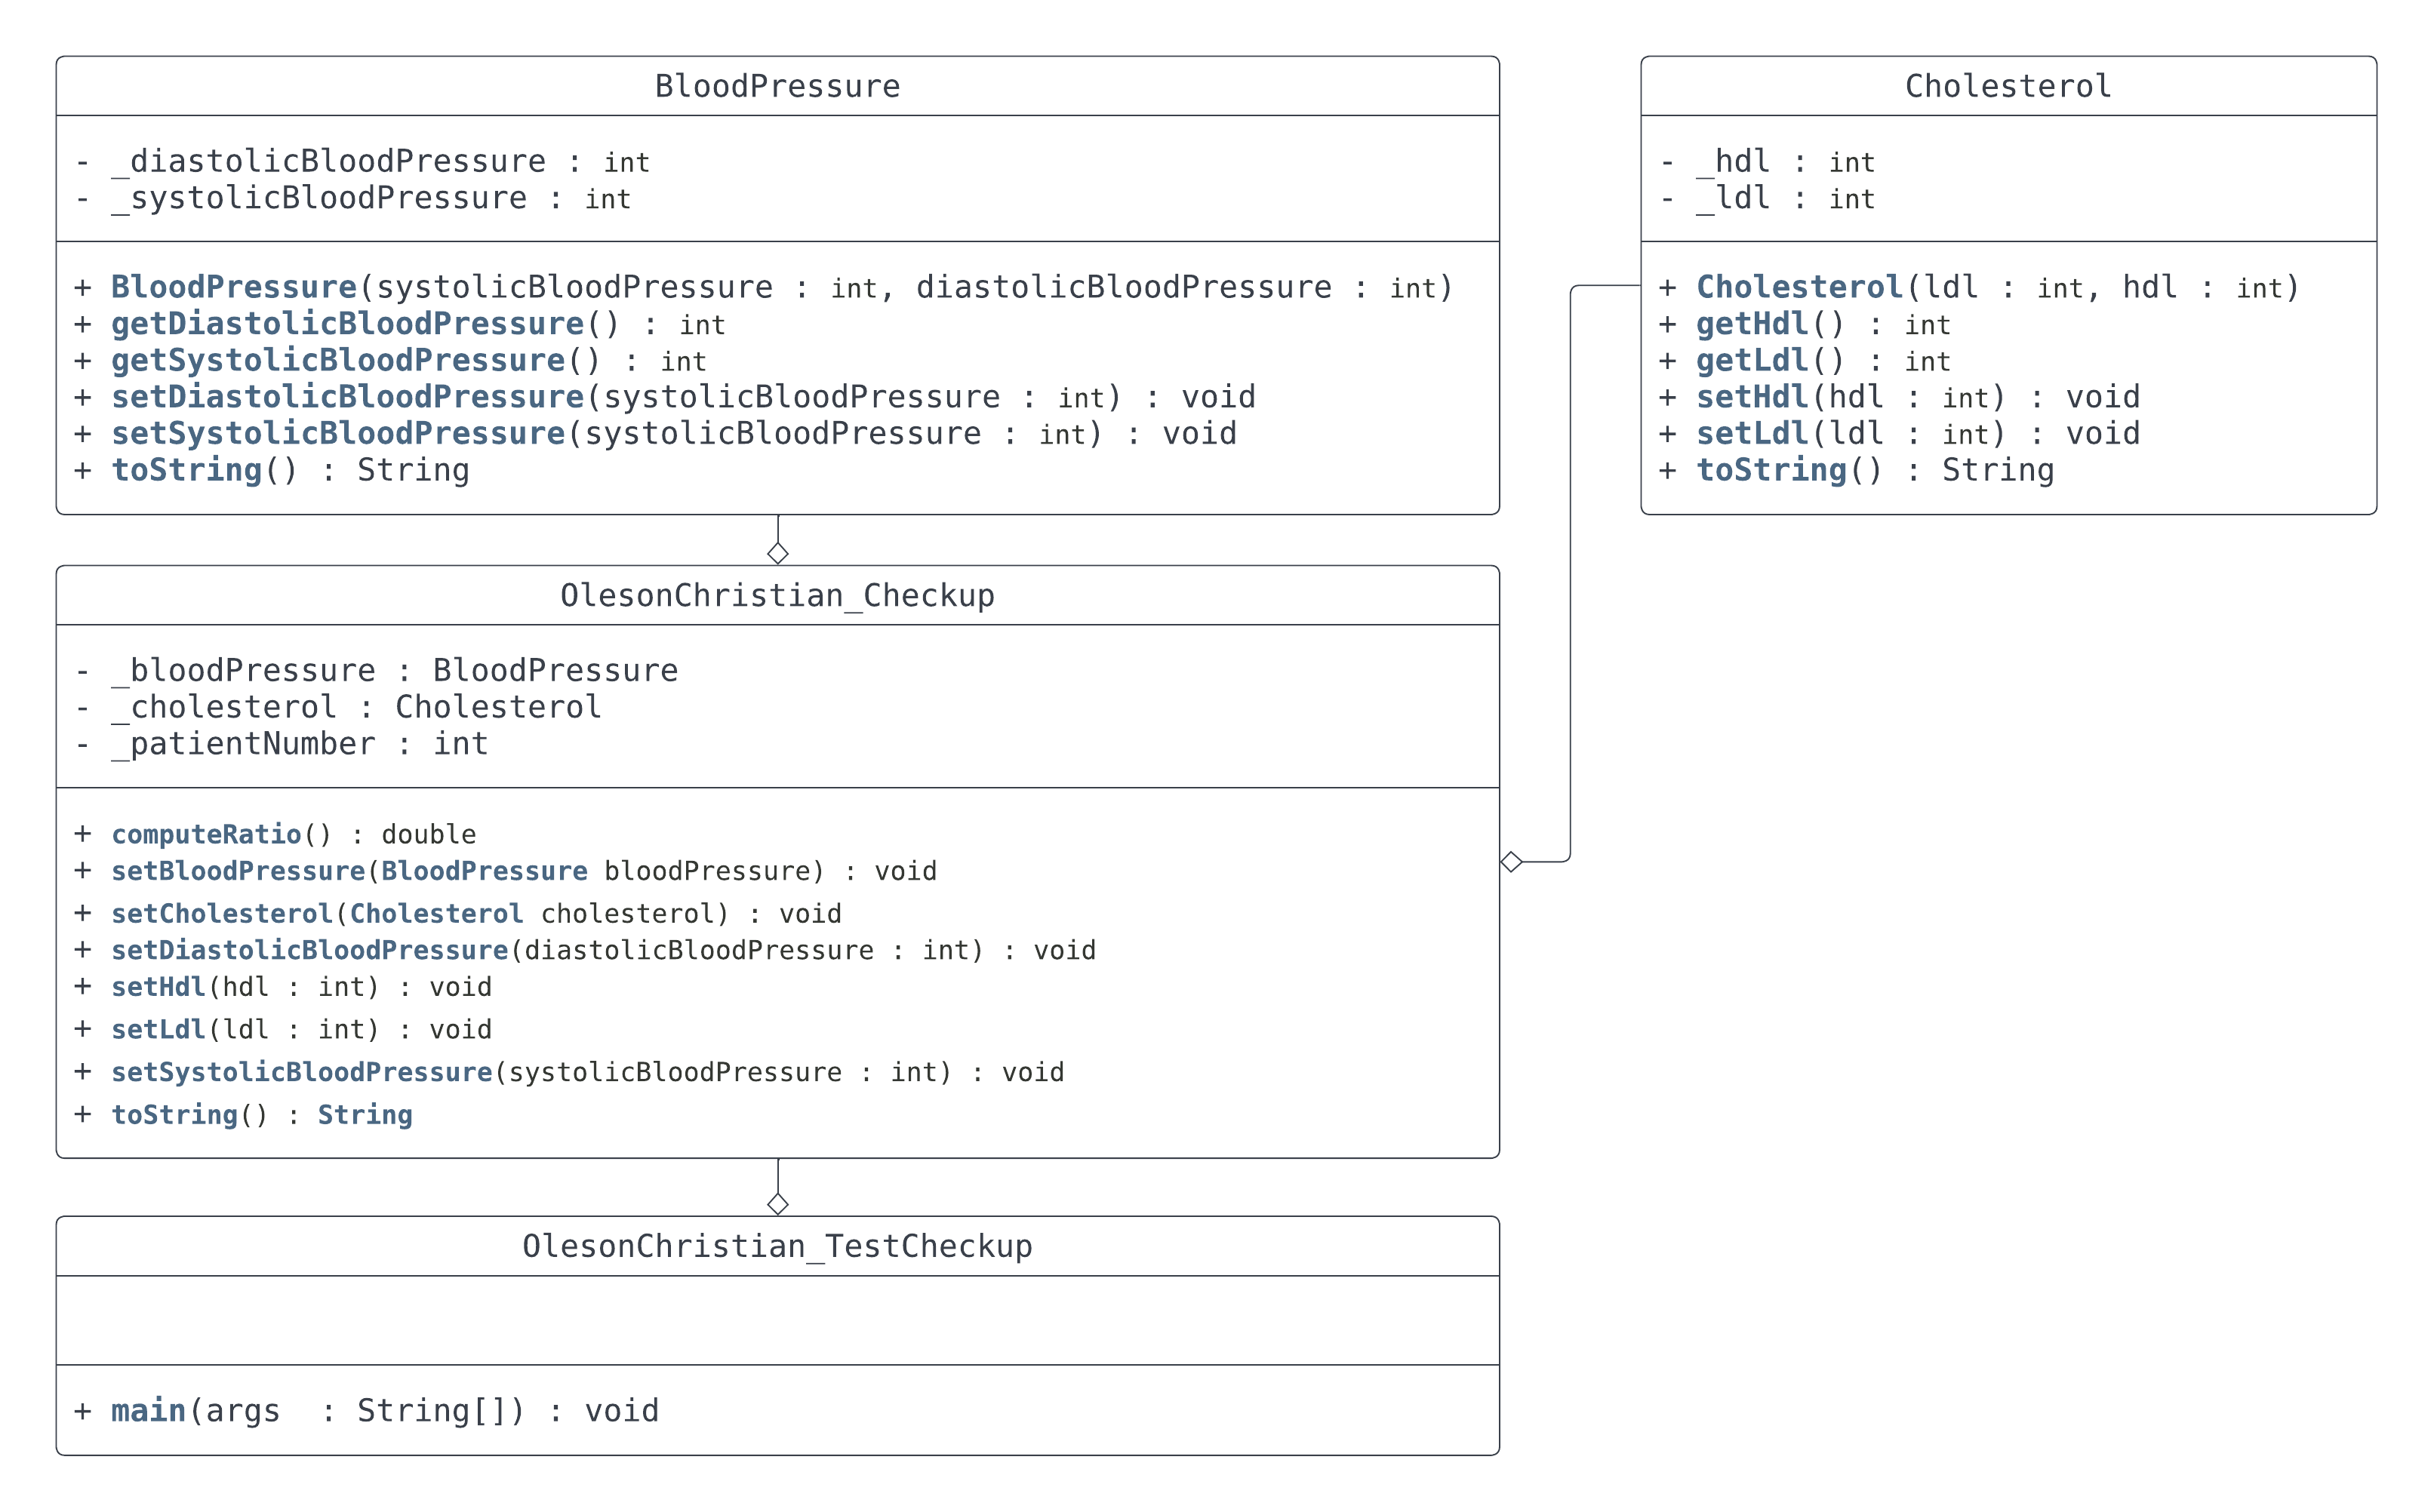 BloodPressure
- _diastolicBloodPressure : int
- _systolicBloodPressure : int
+ BloodPressure(systolicBloodPressure : int, diastolicBloodPressure : int)
+ getDiastolicBloodPressure() : int
+ getSystolicBloodPressure() : int
+ setDiastolicBloodPressure(systolicBloodPressure : int) : void
+ setSystolicBloodPressure(systolicBloodPressure : int) : void
+ toString() : String
Cholesterol
- _hdl : int
- _ldl : int
+ Cholesterol(ldl : int, hdl : int)
+ getHdl() : int
+ getLdl() : int
+ setHdl(hdl : int) : void
+ setLdl(ldl : int) : void
+ toString() : String
OlesonChristian_Checkup
- _bloodPressure : BloodPressure
- _cholesterol : Cholesterol
- _patientNumber : int
+ computeRatio() : double
+ setBloodPressure(BloodPressure bloodPressure) : void
+ setCholesterol(Cholesterol cholesterol) : void
+ setDiastolicBloodPressure(diastolicBloodPressure : int) : void
+ setHdl(hdl : int) : void
+ setLdl(ldl : int) : void
+ setSystolicBloodPressure(systolicBloodPressure : int) : void
+ toString() : String
OlesonChristian_TestCheckup
+ main(args  : String[]) : void